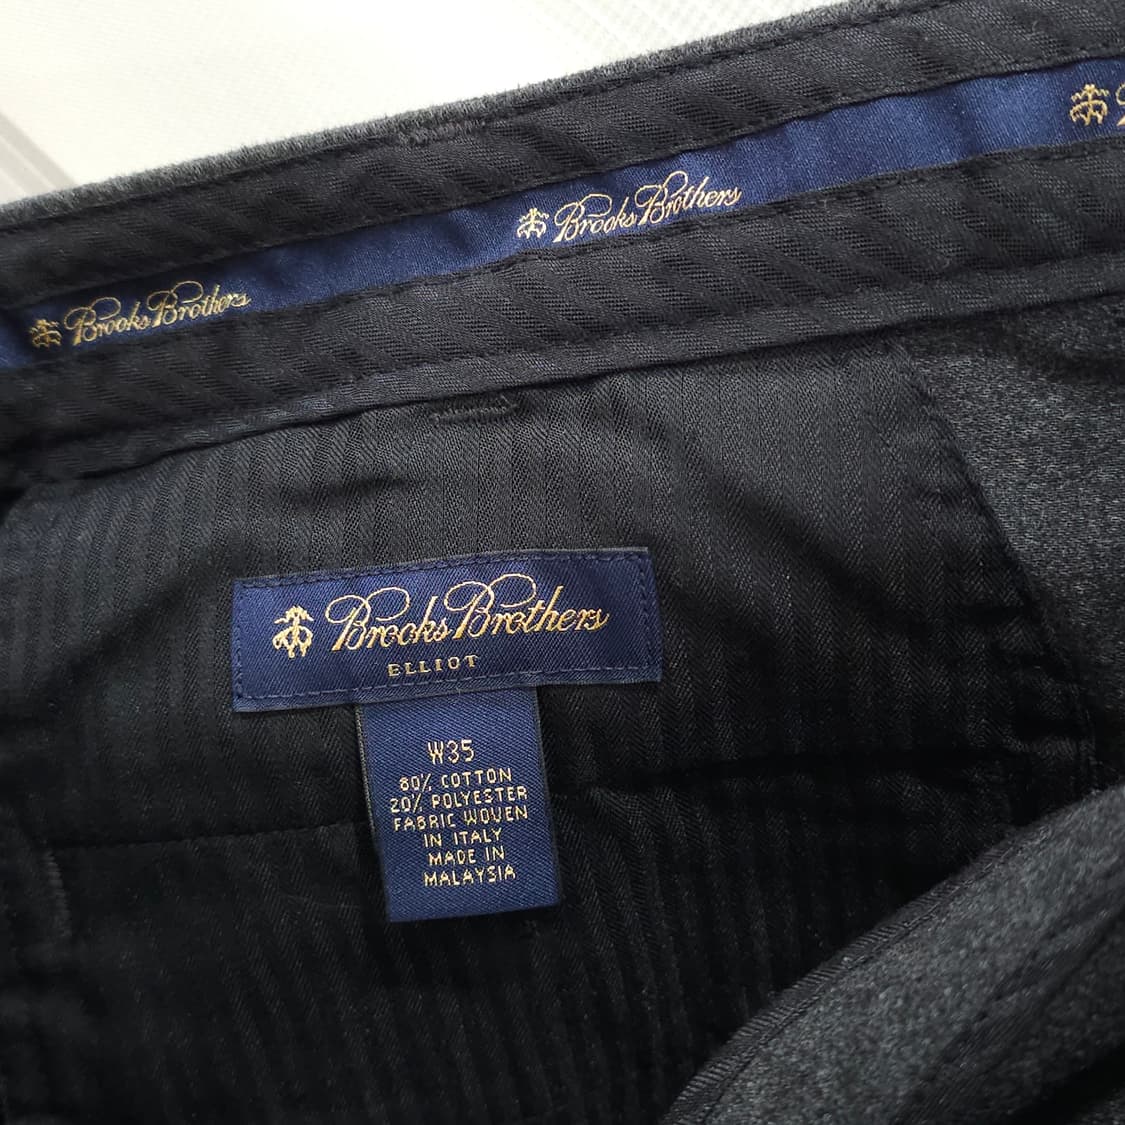 Brooks Brothers
Brooks Brothers
Brooks Brothers
ELLIOT
W35
80% COTTON
20% POLYESTER
FABRIC WOVEN
IN ITALY
MADE IN
MALAYSIA